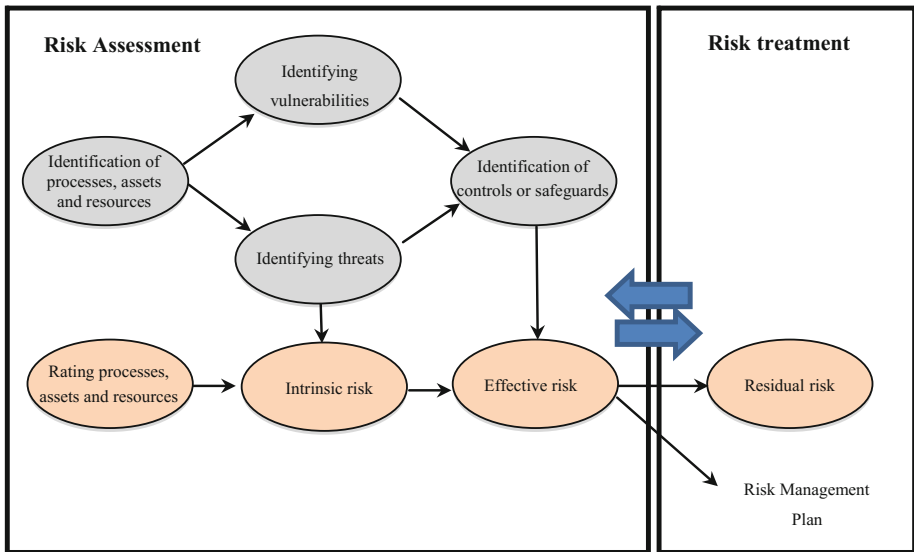 Risk Assessment
Risk treatment
Identifying
vulnerabilities
Identification of
processes, assets
and resources
Identification of
controls or safeguards
Identifying threats
Rating processes,
assets and resources
Intrinsic risk
Effective risk
Residual risk
Risk Management
Plan